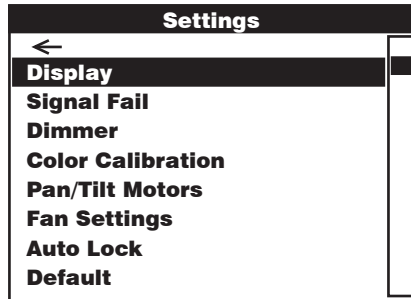 Settings
←
Display
Signal Fail
Dimmer
Color Calibration
Pan/Tilt Motors
Fan Settings
Auto Lock
Default